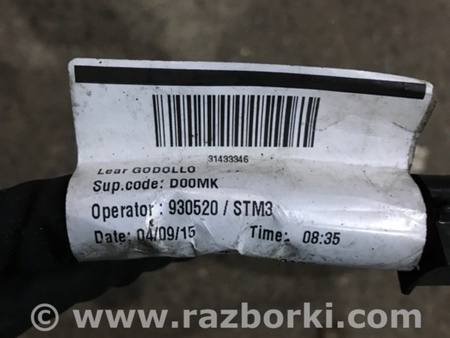 31433346
Lear GODOLLO
Sup.code: D00MK
Operator : 930520 / STM3
Date: 04/09/15 Time: 08:35
© www.razborki.com